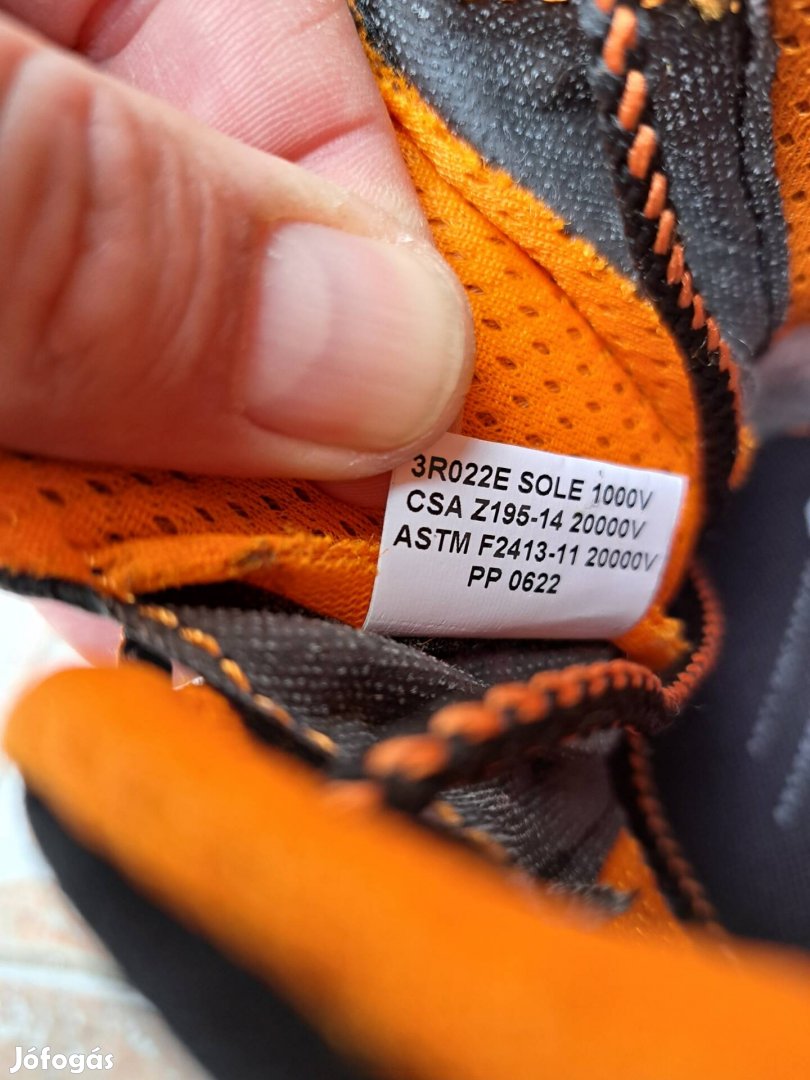 3R022E SOLE 1000V
CSA Z195-14 20000V
ASTM F2413-11 20000V
PP 0622
Jófogás